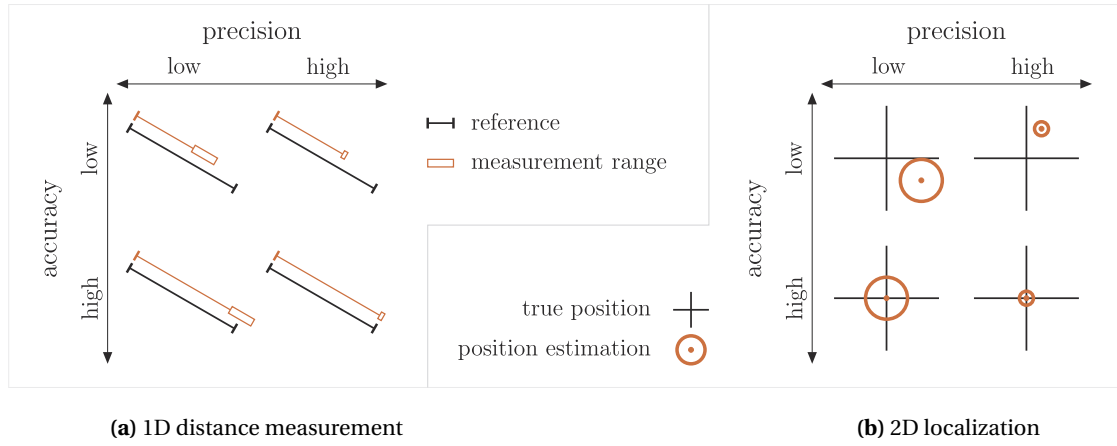 precision
low high
accuracy
low
high
reference
measurement range
true position
position estimation
precision
low high
accuracy
low
high
(a) 1D distance measurement
(b) 2D localization